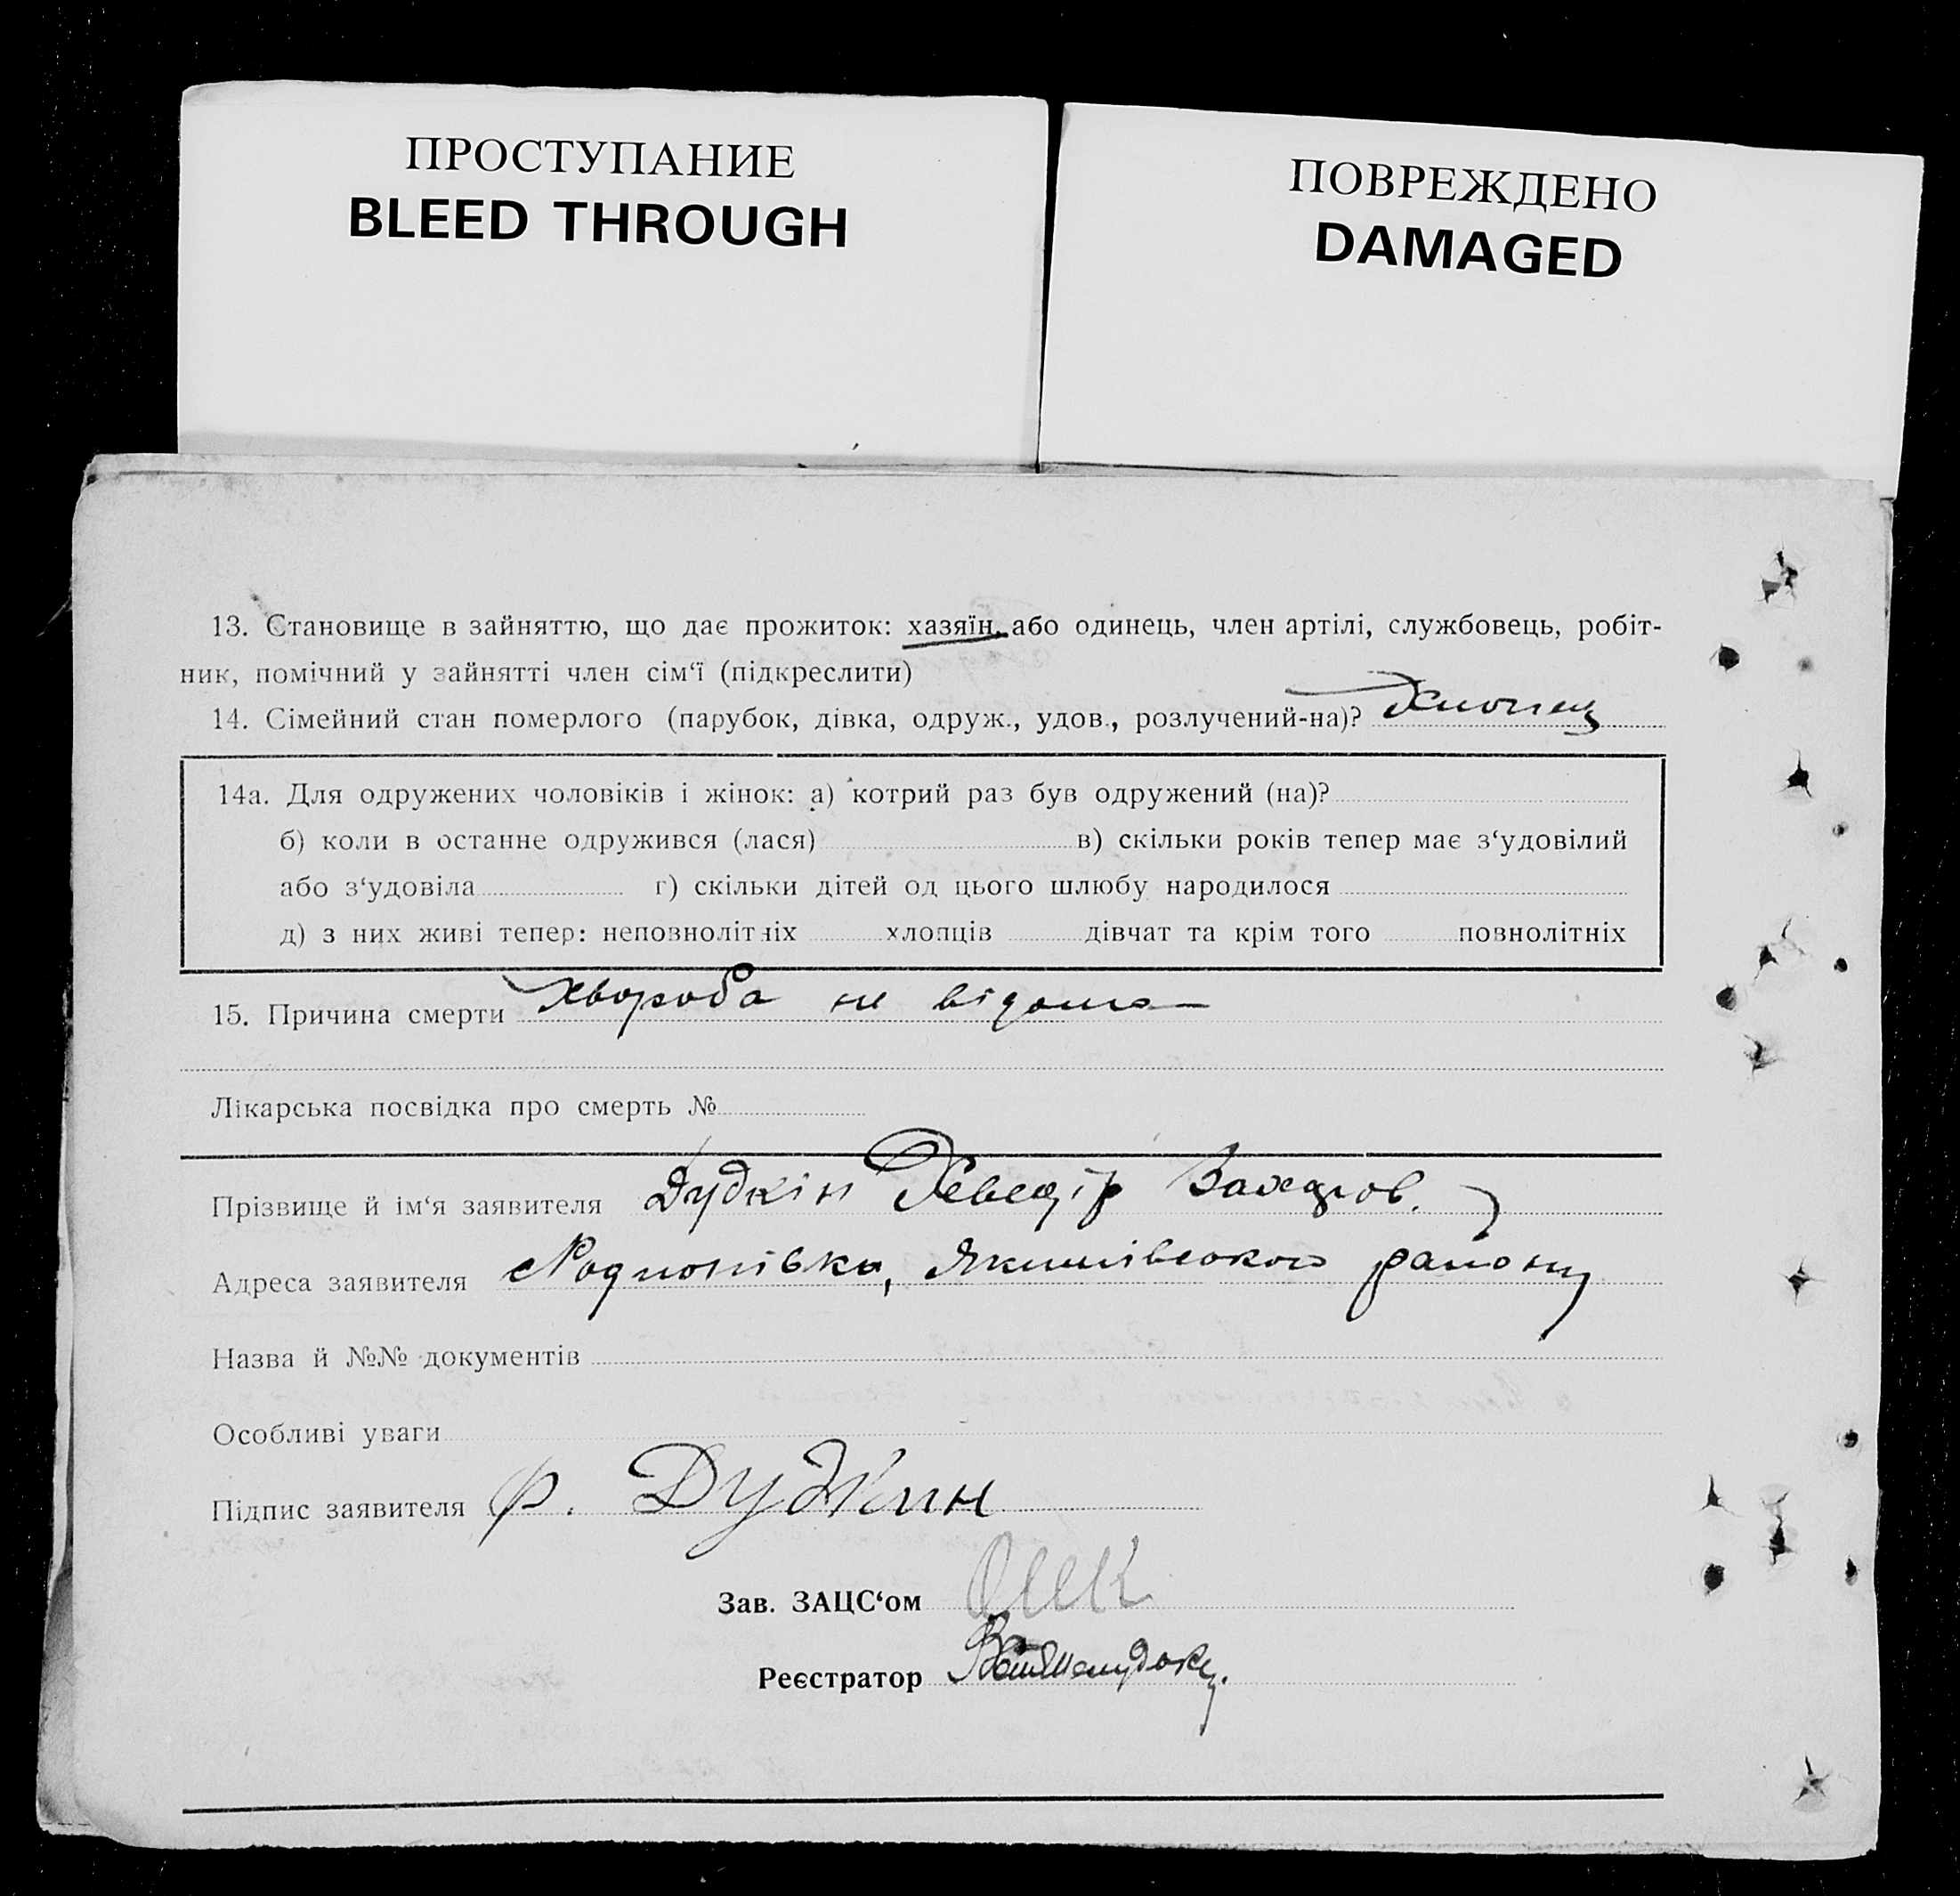 ПРОСТУПАНИЕ
BLEED THROUGH
ПОВРЕЖДЕНО
DAMAGED
13. Становище в зайняттю, що дає прожиток: хазяїн, або одинець, член артілі, службовець, робіт-
ник, помічний у зайнятті член сім‘ї (підкреслити)
14. Сімейний стан померлого (парубок, дівка, одруж., удов., розлучений-на)? Хлопець
14а. Для одружених чоловіків і жінок: а) котрий раз був одружений (на)?
б) коли в останне одружився (лася) в) скільки років тепер має з‘удовілий
або з‘удовіла г) скільки дітей од цього шлюбу народилося
д) з них живі тепер: неповнолітніх хлопців дівчат та крім того повнолітніх
15. Причина смерти Хвороба не відома
Лікарська посвідка про смерть №
Прізвище й ім‘я заявителя Дудкін Хведір Захаров.
Адреса заявителя Родионівка, Якимівського району
Назва й №№ документів
Особливі уваги
Підпис заявителя Ф. Дудкин
Зав. ЗАЦС‘ом
Реєстратор